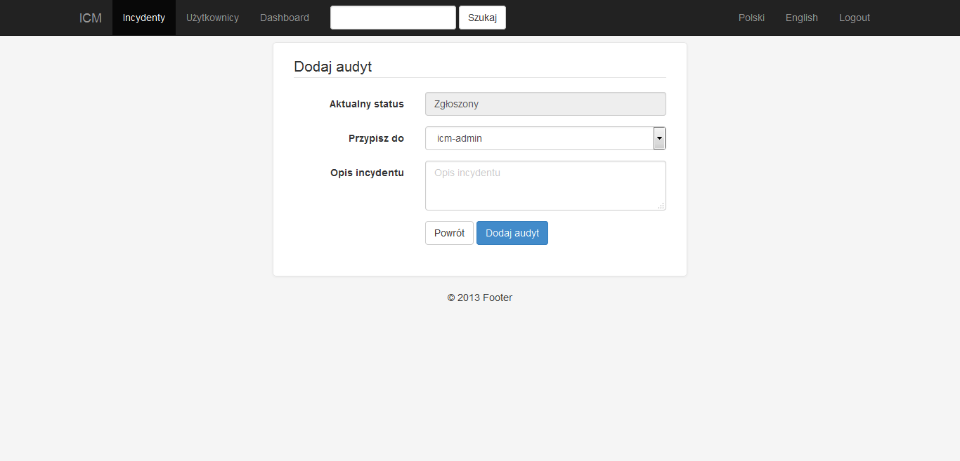 ICM Incydenty Użytkownicy Dashboard Szukaj Polski English Logout
Dodaj audyt
Aktualny status Zgłoszony
Przypisz do icm-admin
Opis incydentu Opis incydentu
Powrót Dodaj audyt
© 2013 Footer